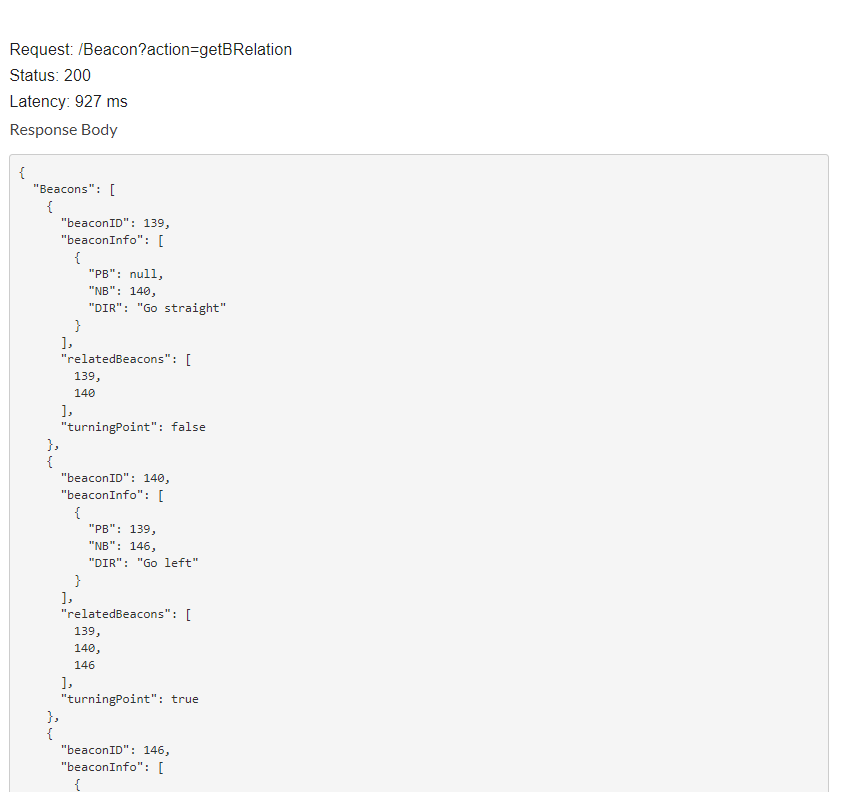 Request: /Beacon?action=getBRelation
Status: 200
Latency: 927 ms
Response Body
{
  "Beacons": [
    {
      "beaconID": 139,
      "beaconInfo": [
        {
          "PB": null,
          "NB": 140,
          "DIR": "Go straight"
        }
      ],
      "relatedBeacons": [
        139,
        140
      ],
      "turningPoint": false
    },
    {
      "beaconID": 140,
      "beaconInfo": [
        {
          "PB": 139,
          "NB": 146,
          "DIR": "Go left"
        }
      ],
      "relatedBeacons": [
        139,
        140,
        146
      ],
      "turningPoint": true
    },
    {
      "beaconID": 146,
      "beaconInfo": [
        {